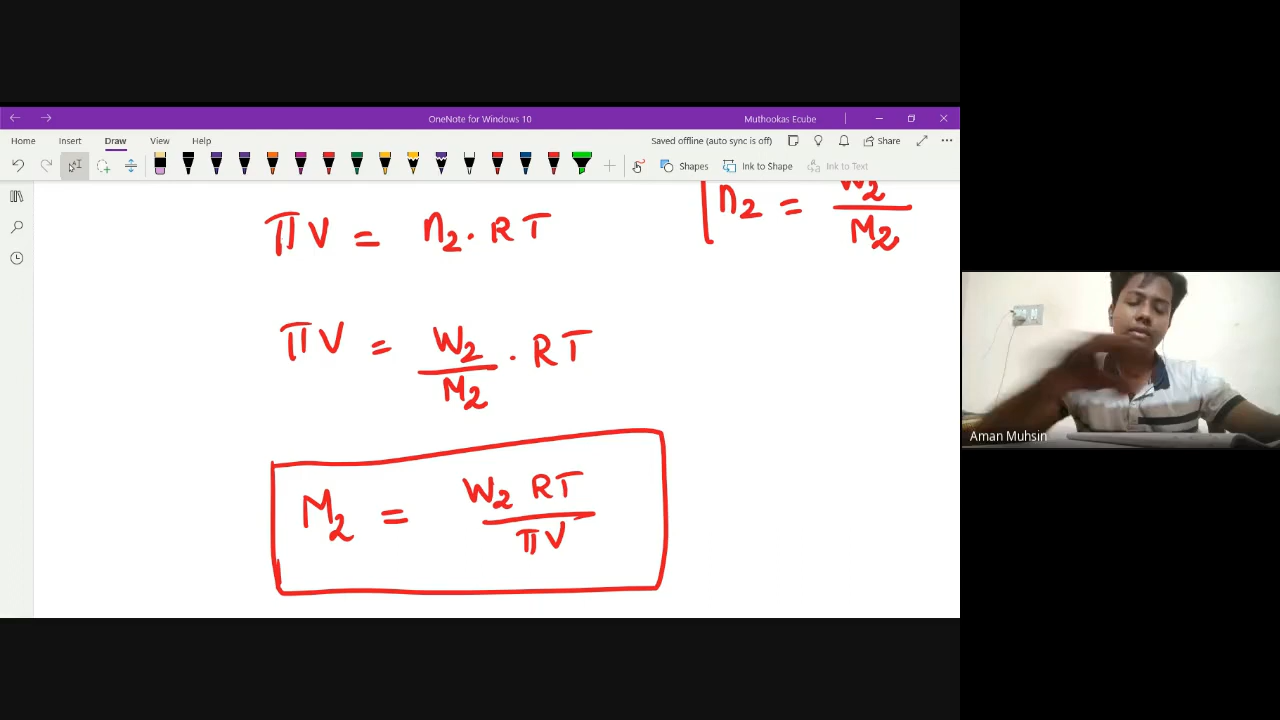 OneNote for Windows 10
Muthookas Ecube
Home Insert Draw View Help
Saved offline (auto sync is off)
Share
Shapes
Ink to Shape
Ink to Text
n₂ = W₂/M₂
πV = n₂ · RT
πV = W₂/M₂ · RT
M₂ = W₂ RT/πV
Aman Muhsin